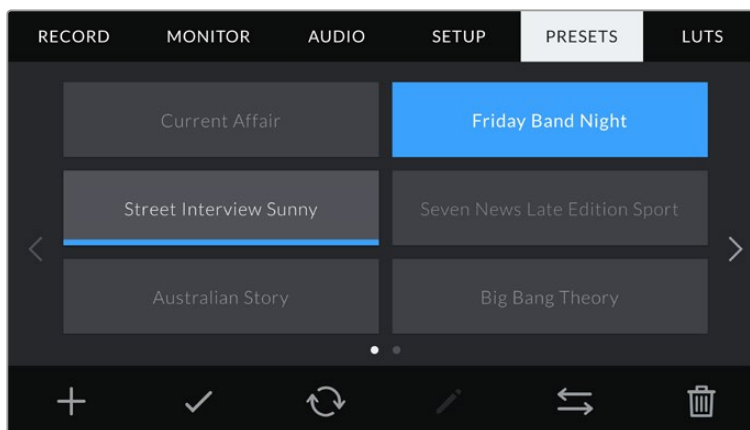 RECORD MONITOR AUDIO SETUP PRESETS LUTS
Current Affair
Friday Band Night
Street Interview Sunny
Seven News Late Edition Sport
Australian Story
Big Bang Theory